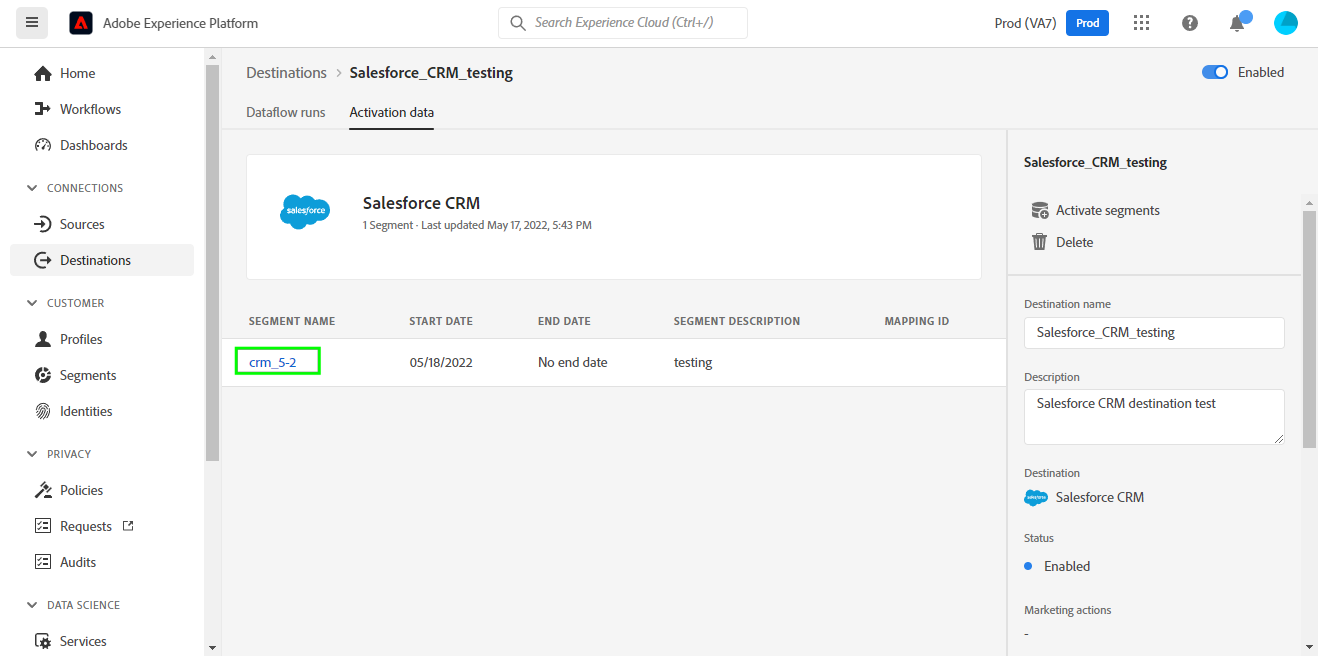 Adobe Experience Platform
Search Experience Cloud (Ctrl+/)
Prod (VA7)
Prod
Home
Workflows
Dashboards
CONNECTIONS
Sources
Destinations
CUSTOMER
Profiles
Segments
Identities
PRIVACY
Policies
Requests
Audits
DATA SCIENCE
Services
Destinations > Salesforce_CRM_testing
Enabled
Dataflow runs Activation data
salesforce
Salesforce CRM
1 Segment · Last updated May 17, 2022, 5:43 PM
SEGMENT NAME START DATE END DATE SEGMENT DESCRIPTION MAPPING ID
crm_5-2 05/18/2022 No end date testing
Salesforce_CRM_testing
Activate segments
Delete
Destination name
Salesforce_CRM_testing
Description
Salesforce CRM destination test
Destination
salesforce
Salesforce CRM
Status
Enabled
Marketing actions
-